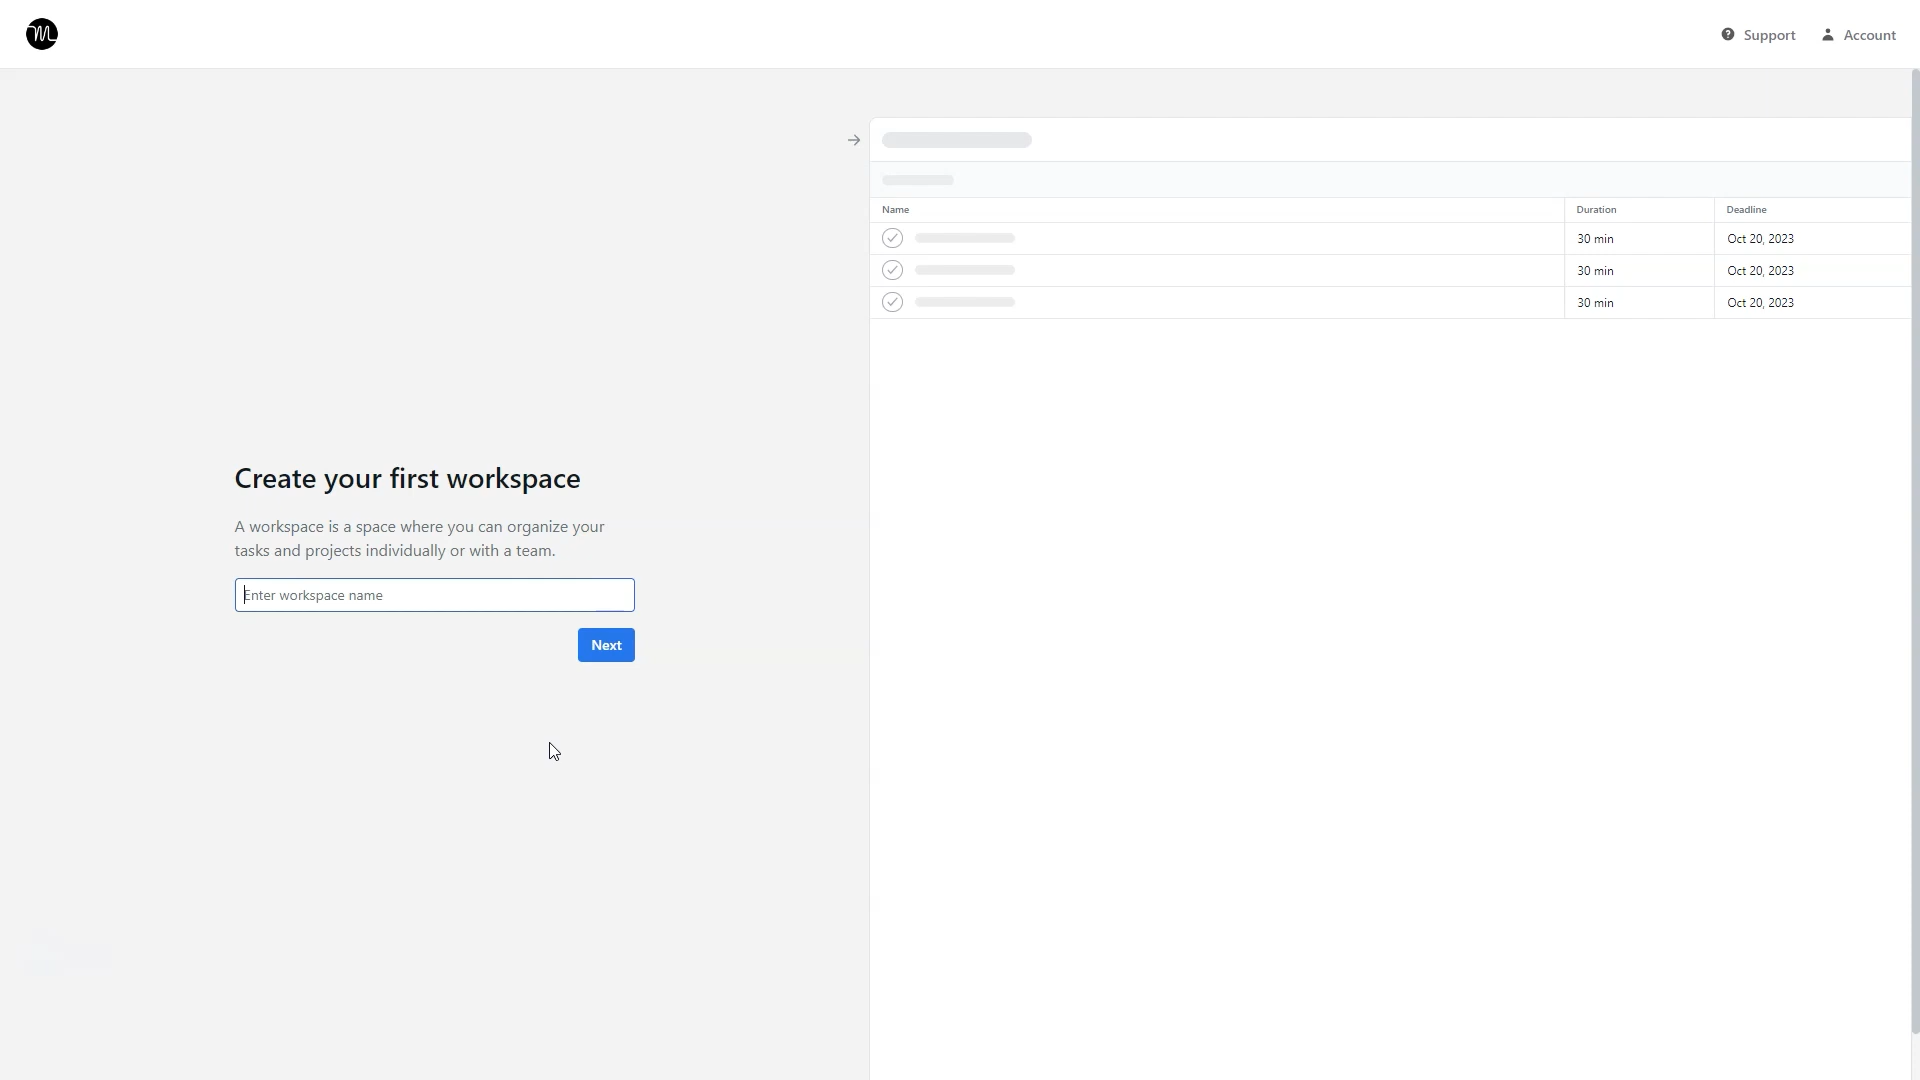 Support
Account
Create your first workspace
A workspace is a space where you can organize your
tasks and projects individually or with a team.
Enter workspace name
Next
Name Duration Deadline
30 min Oct 20, 2023
30 min Oct 20, 2023
30 min Oct 20, 2023